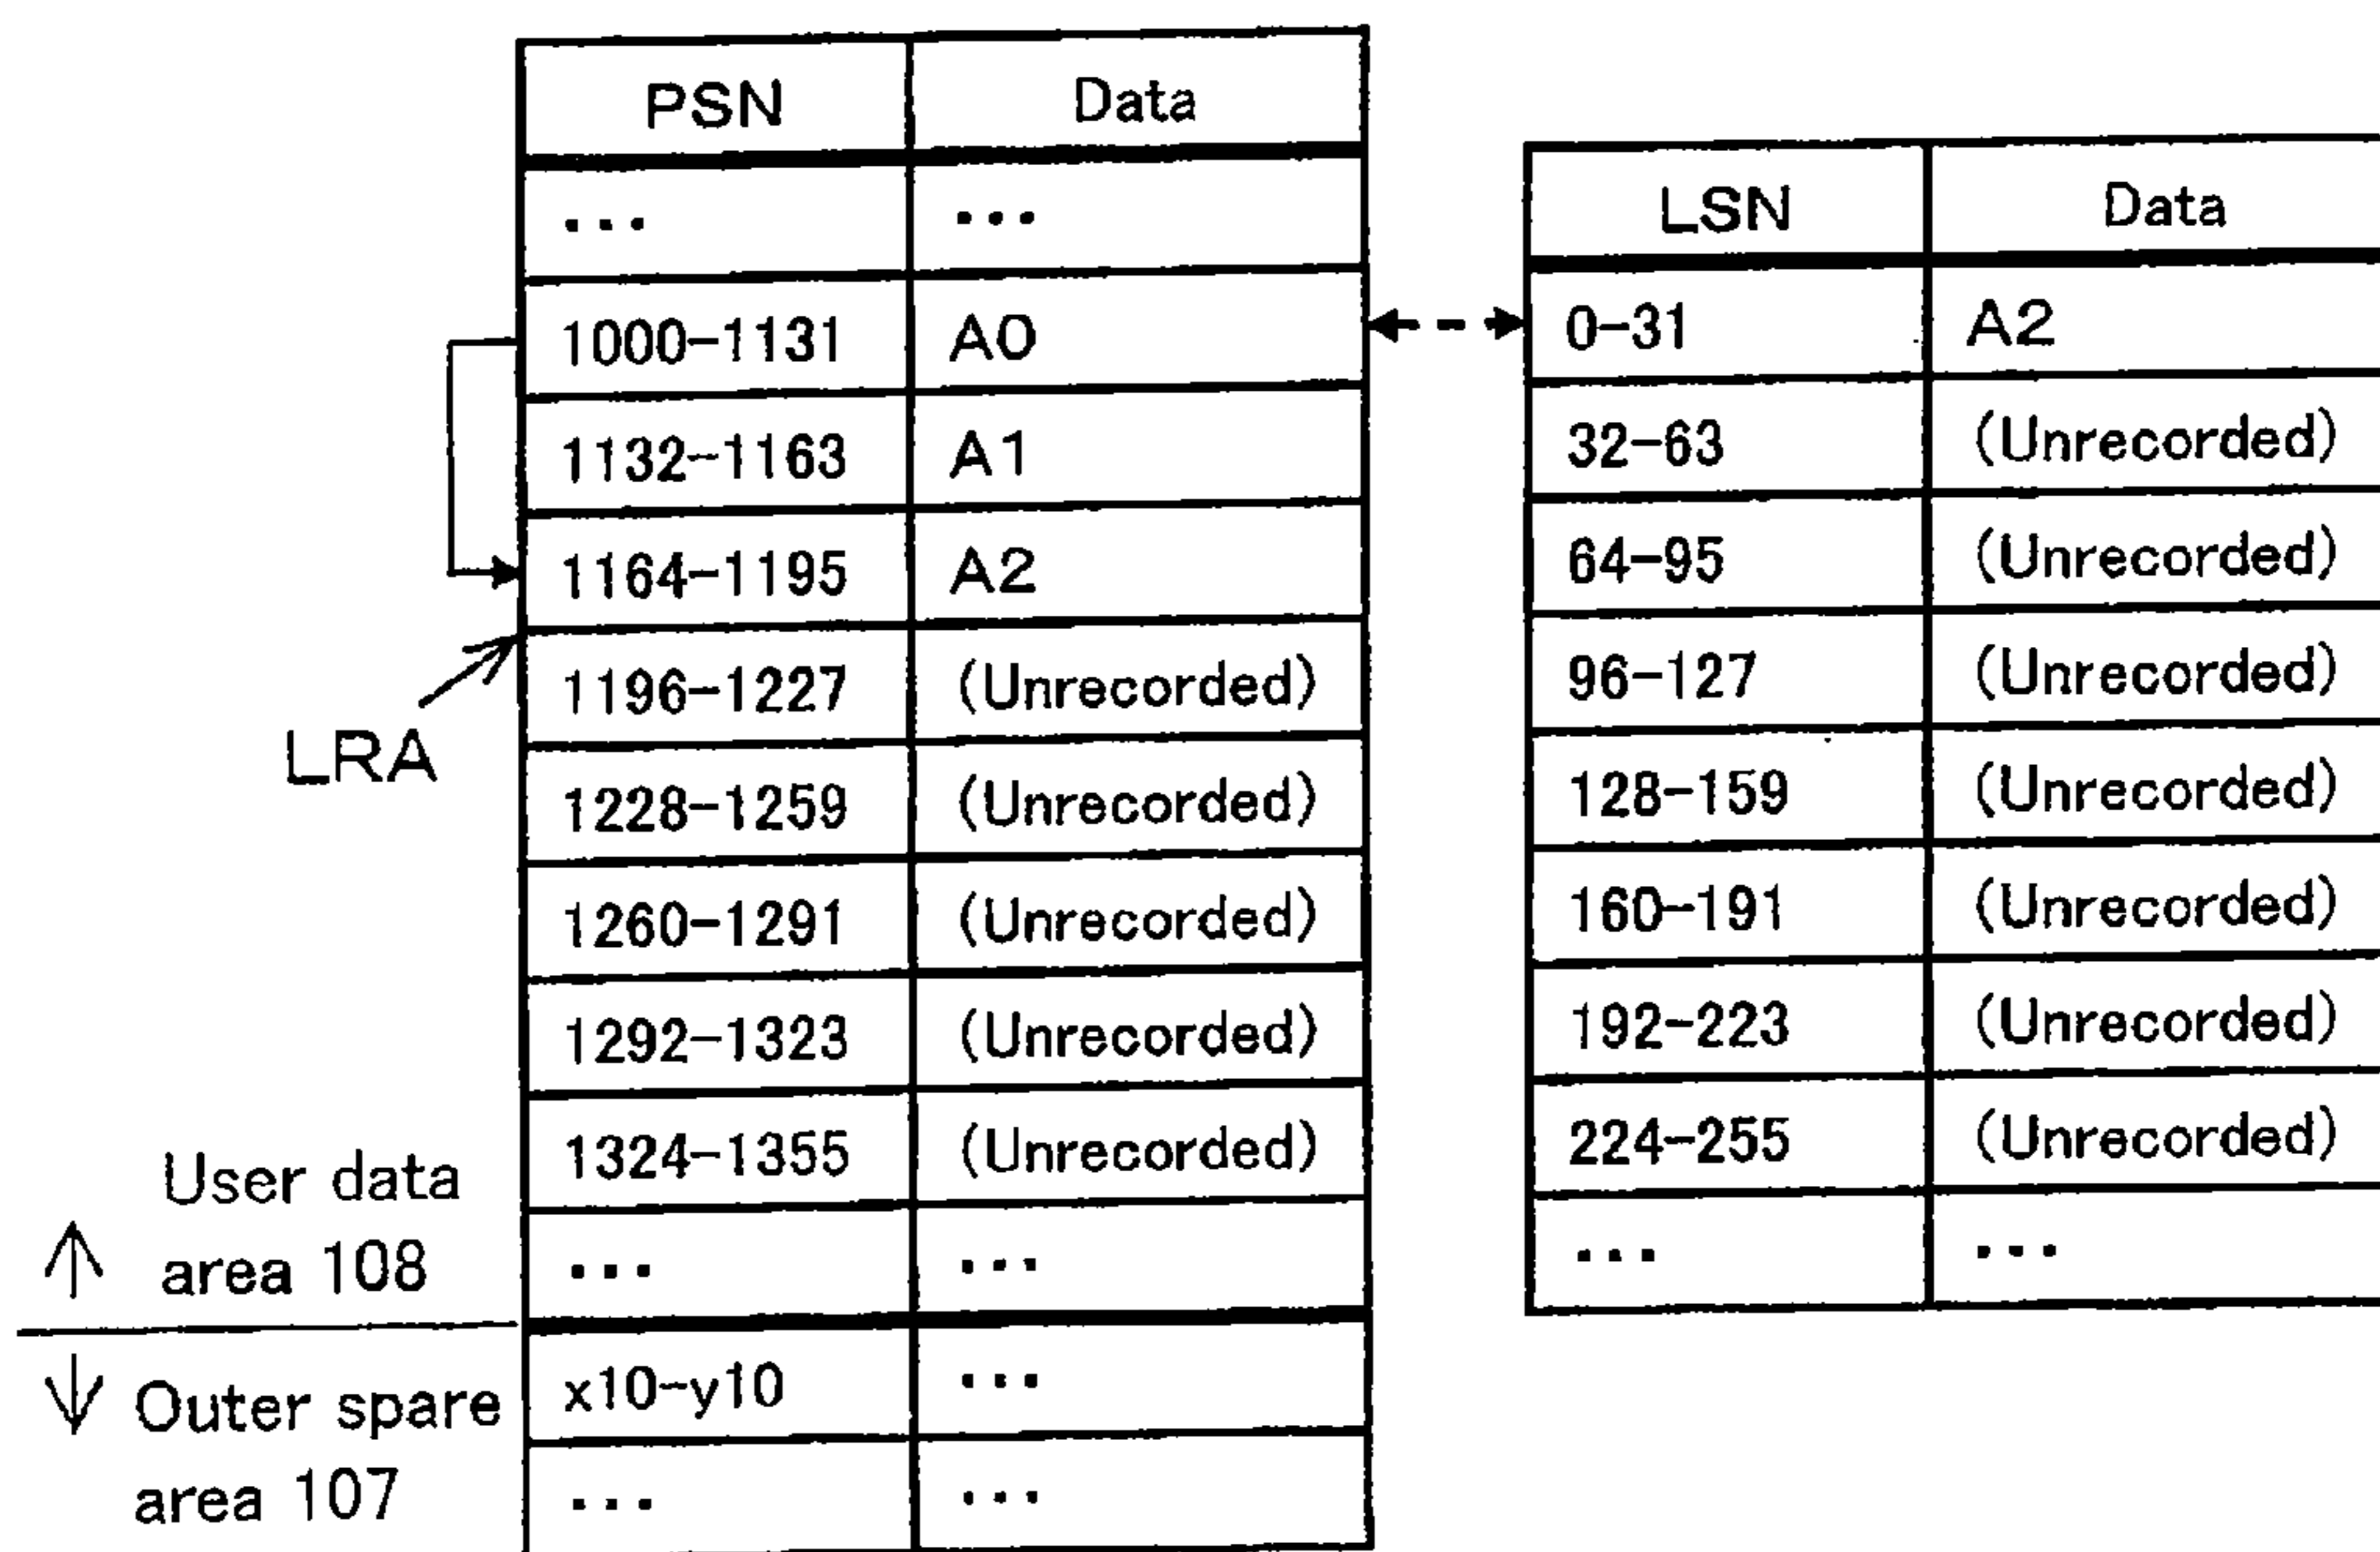 PSN Data
... ...
1000-1131 A0
1132-1163 A1
1164-1195 A2
1196-1227 (Unrecorded)
1228-1259 (Unrecorded)
1260-1291 (Unrecorded)
1292-1323 (Unrecorded)
1324-1355 (Unrecorded)
... ...
x10-y10 ...
... ...
LRA
User data
area 108
Outer spare
area 107
LSN Data
0-31 A2
32-63 (Unrecorded)
64-95 (Unrecorded)
96-127 (Unrecorded)
128-159 (Unrecorded)
160-191 (Unrecorded)
192-223 (Unrecorded)
224-255 (Unrecorded)
... ...